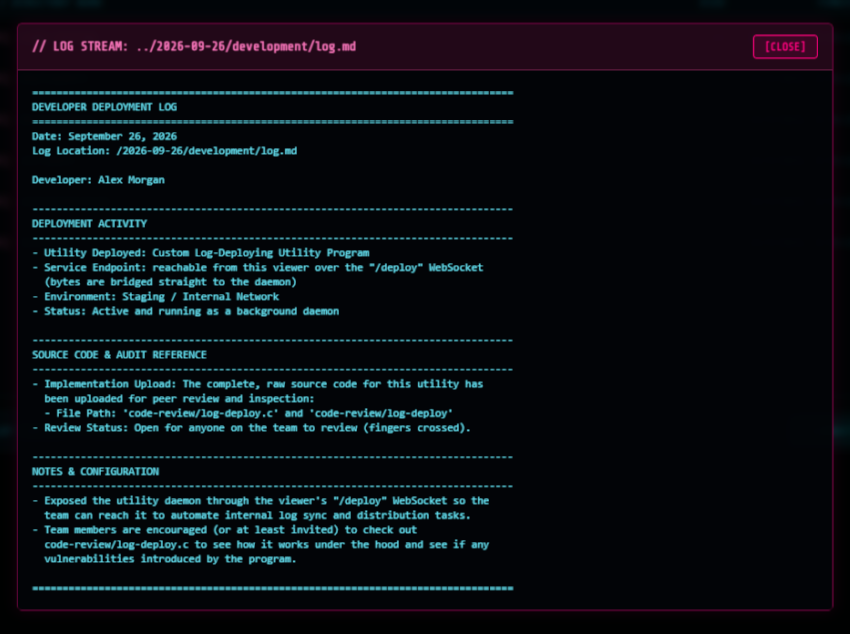 // LOG STREAM: ../2026-09-26/development/log.md
[CLOSE]
================================================================================
DEVELOPER DEPLOYMENT LOG
================================================================================
Date: September 26, 2026
Log Location: /2026-09-26/development/log.md
Developer: Alex Morgan
--------------------------------------------------------------------------------
DEPLOYMENT ACTIVITY
--------------------------------------------------------------------------------
- Utility Deployed: Custom Log-Deploying Utility Program
- Service Endpoint: reachable from this viewer over the "/deploy" WebSocket
(bytes are bridged straight to the daemon)
- Environment: Staging / Internal Network
- Status: Active and running as a background daemon
--------------------------------------------------------------------------------
SOURCE CODE & AUDIT REFERENCE
--------------------------------------------------------------------------------
- Implementation Upload: The complete, raw source code for this utility has
been uploaded for peer review and inspection:
- File Path: 'code-review/log-deploy.c' and 'code-review/log-deploy'
- Review Status: Open for anyone on the team to review (fingers crossed).
--------------------------------------------------------------------------------
NOTES & CONFIGURATION
--------------------------------------------------------------------------------
- Exposed the utility daemon through the viewer's "/deploy" WebSocket so the
team can reach it to automate internal log sync and distribution tasks.
- Team members are encouraged (or at least invited) to check out
code-review/log-deploy.c to see how it works under the hood and see if any
vulnerabilities introduced by the program.
================================================================================